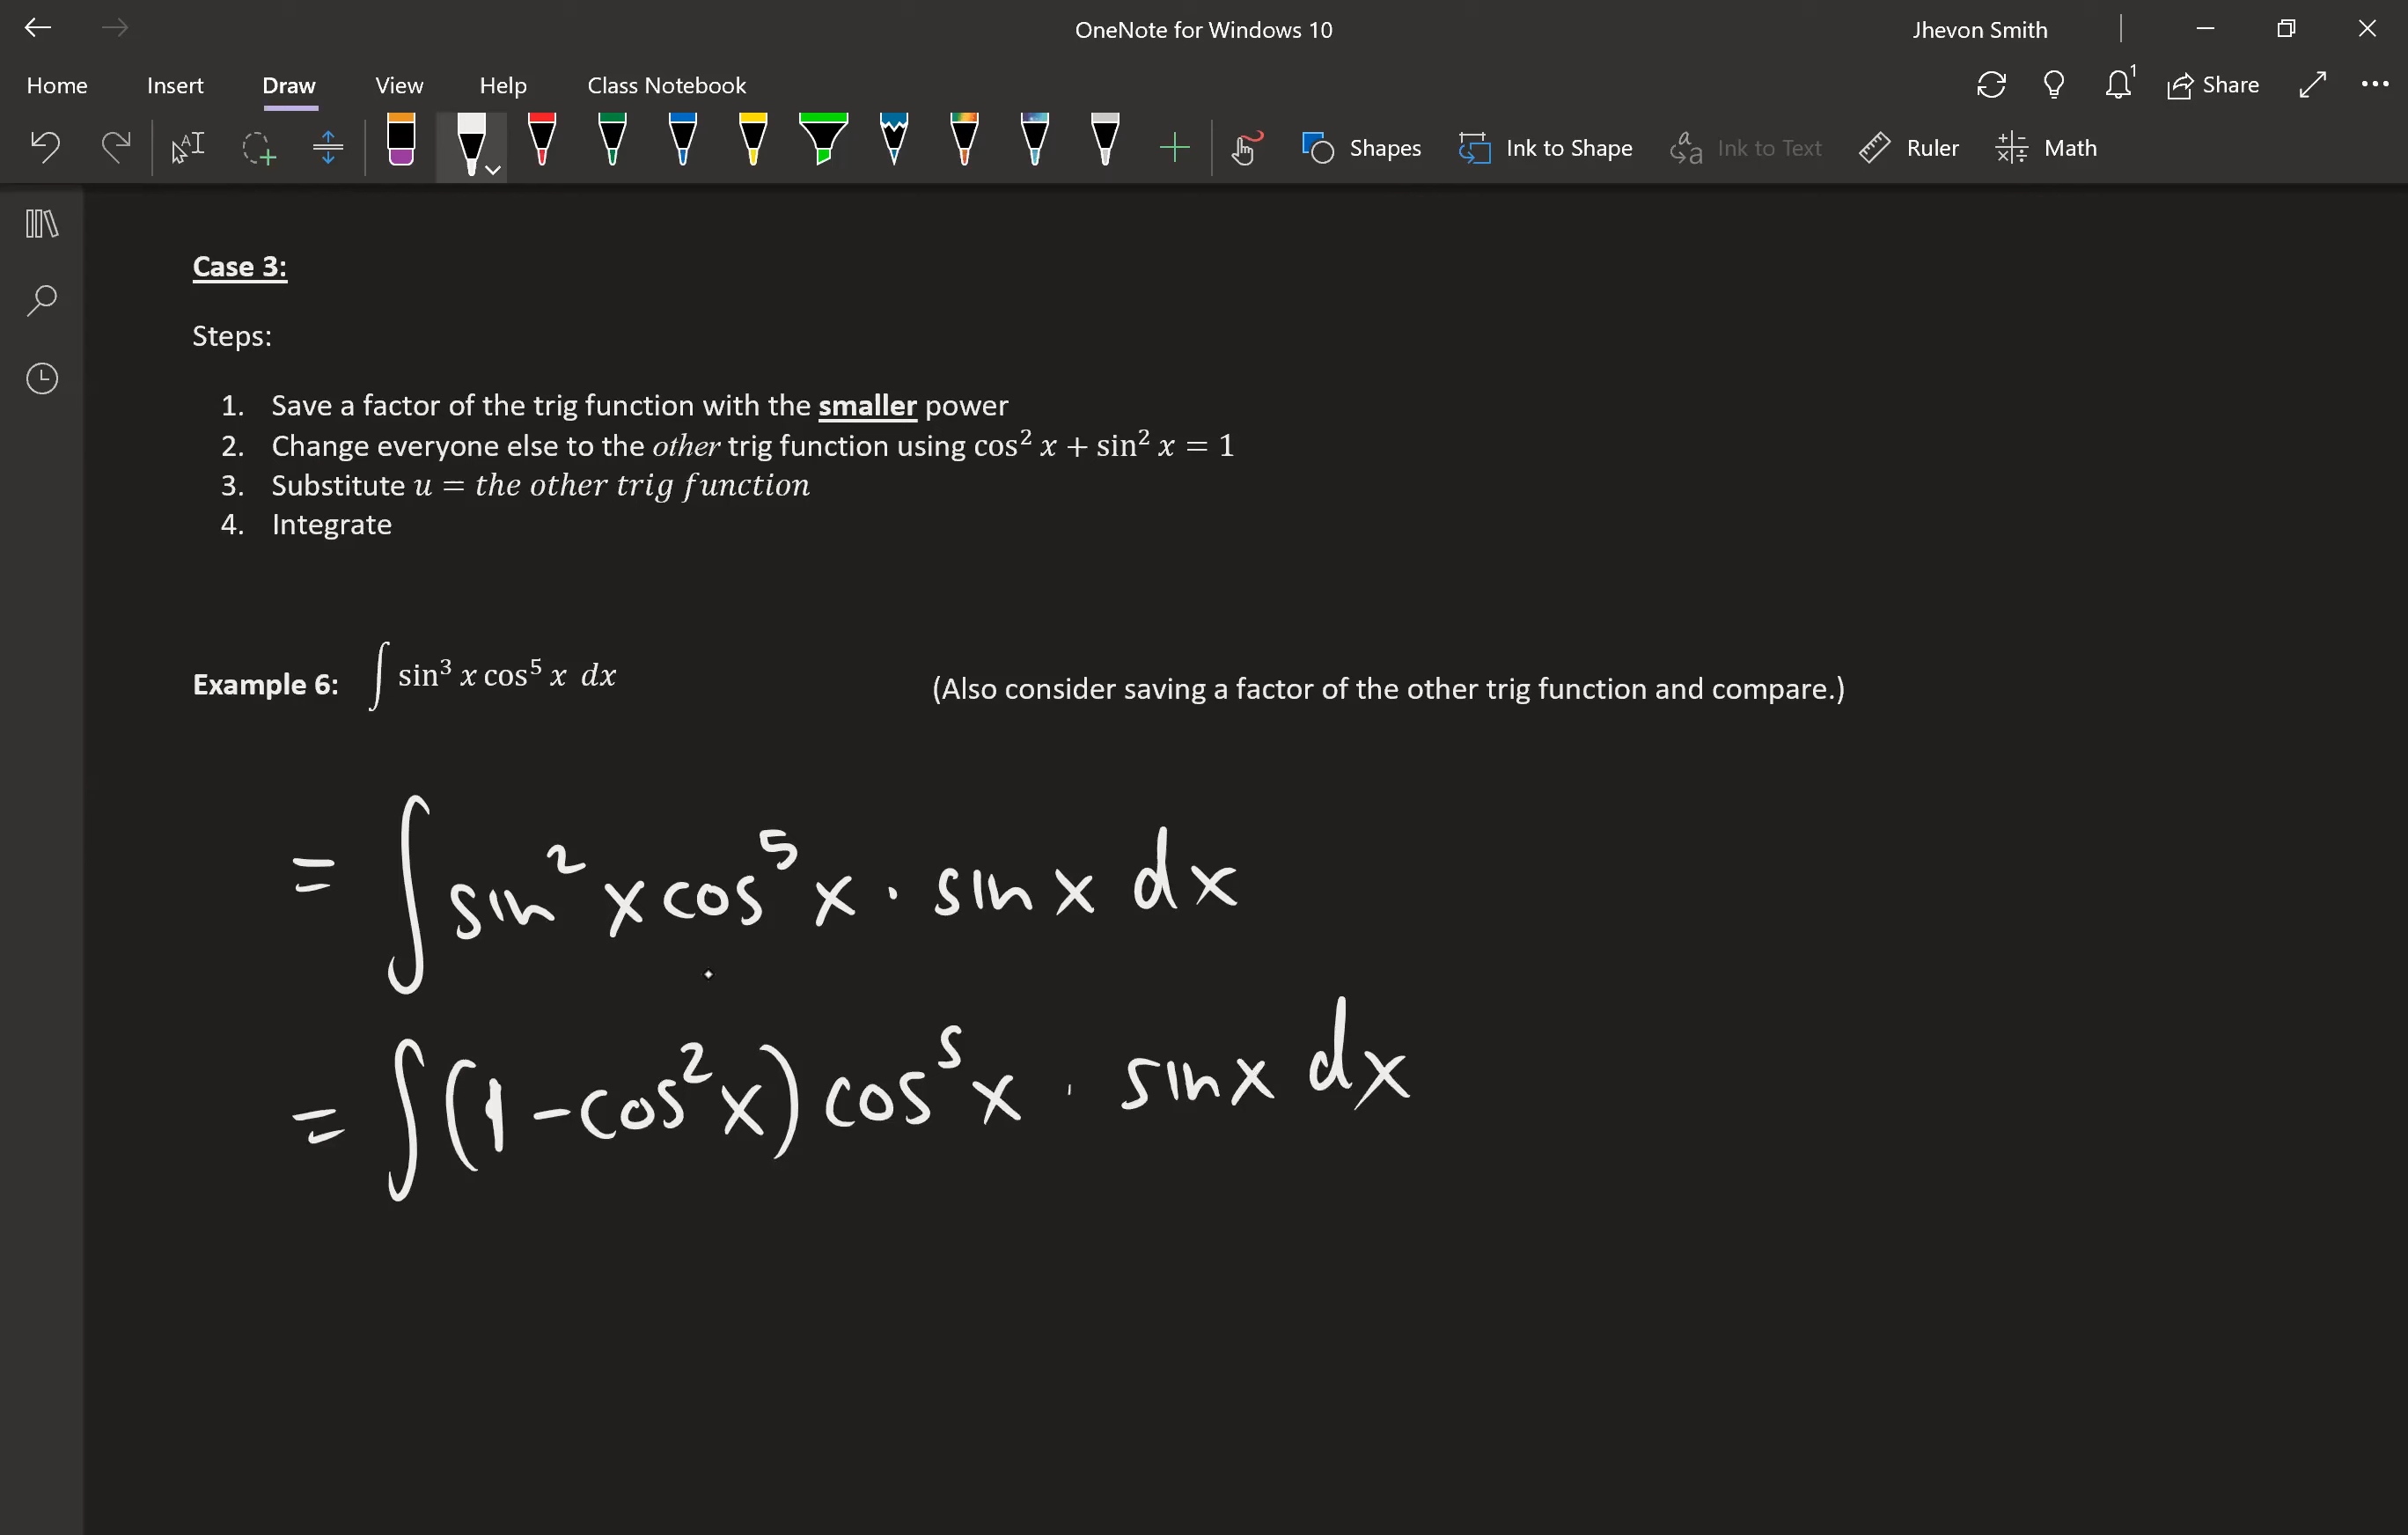 OneNote for Windows 10
Jhevon Smith
Home Insert Draw View Help Class Notebook
1 Share
Shapes Ink to Shape Ink to Text Ruler Math
Case 3:
Steps:
1. Save a factor of the trig function with the smaller power
2. Change everyone else to the other trig function using cos² x + sin² x = 1
3. Substitute u = the other trig function
4. Integrate
Example 6: ∫ sin³ x cos⁵ x dx
(Also consider saving a factor of the other trig function and compare.)
= ∫ sin² x cos⁵ x · sin x dx
= ∫ (1 - cos² x) cos⁵ x · sin x dx